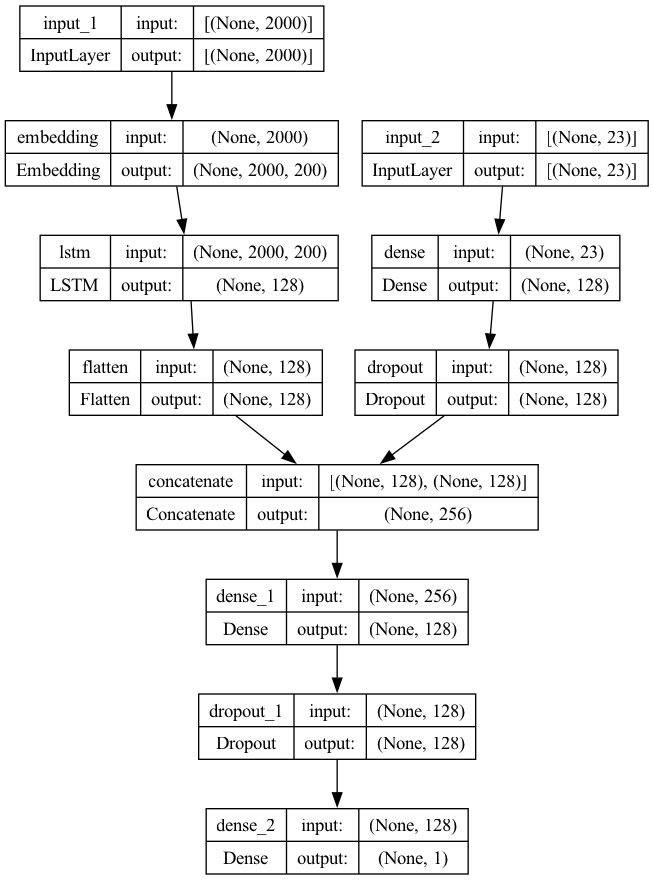 input_1 input: [(None, 2000)]
InputLayer output: [(None, 2000)]
embedding input: (None, 2000)
Embedding output: (None, 2000, 200)
input_2 input: [(None, 23)]
InputLayer output: [(None, 23)]
lstm input: (None, 2000, 200)
LSTM output: (None, 128)
dense input: (None, 23)
Dense output: (None, 128)
flatten input: (None, 128)
Flatten output: (None, 128)
dropout input: (None, 128)
Dropout output: (None, 128)
concatenate input: [(None, 128), (None, 128)]
Concatenate output: (None, 256)
dense_1 input: (None, 256)
Dense output: (None, 128)
dropout_1 input: (None, 128)
Dropout output: (None, 128)
dense_2 input: (None, 128)
Dense output: (None, 1)